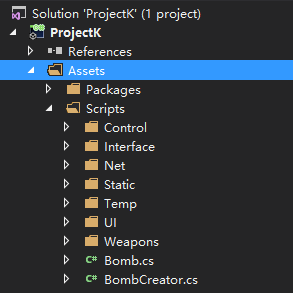 Solution 'ProjectK' (1 project)
ProjectK
References
Assets
Packages
Scripts
Control
Interface
Net
Static
Temp
UI
Weapons
C# Bomb.cs
C# BombCreator.cs